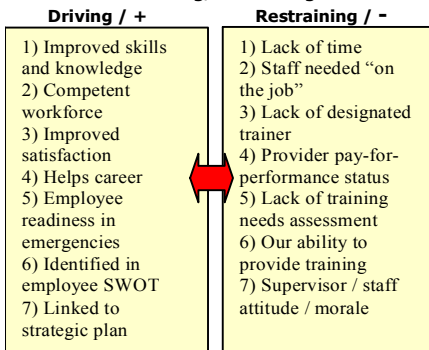 Driving / +
1) Improved skills
and knowledge
2) Competent
workforce
3) Improved
satisfaction
4) Helps career
5) Employee
readiness in
emergencies
6) Identified in
employee SWOT
7) Linked to
strategic plan
Restraining / -
1) Lack of time
2) Staff needed “on
the job”
3) Lack of designated
trainer
4) Provider pay-for-
performance status
5) Lack of training
needs assessment
6) Our ability to
provide training
7) Supervisor / staff
attitude / morale